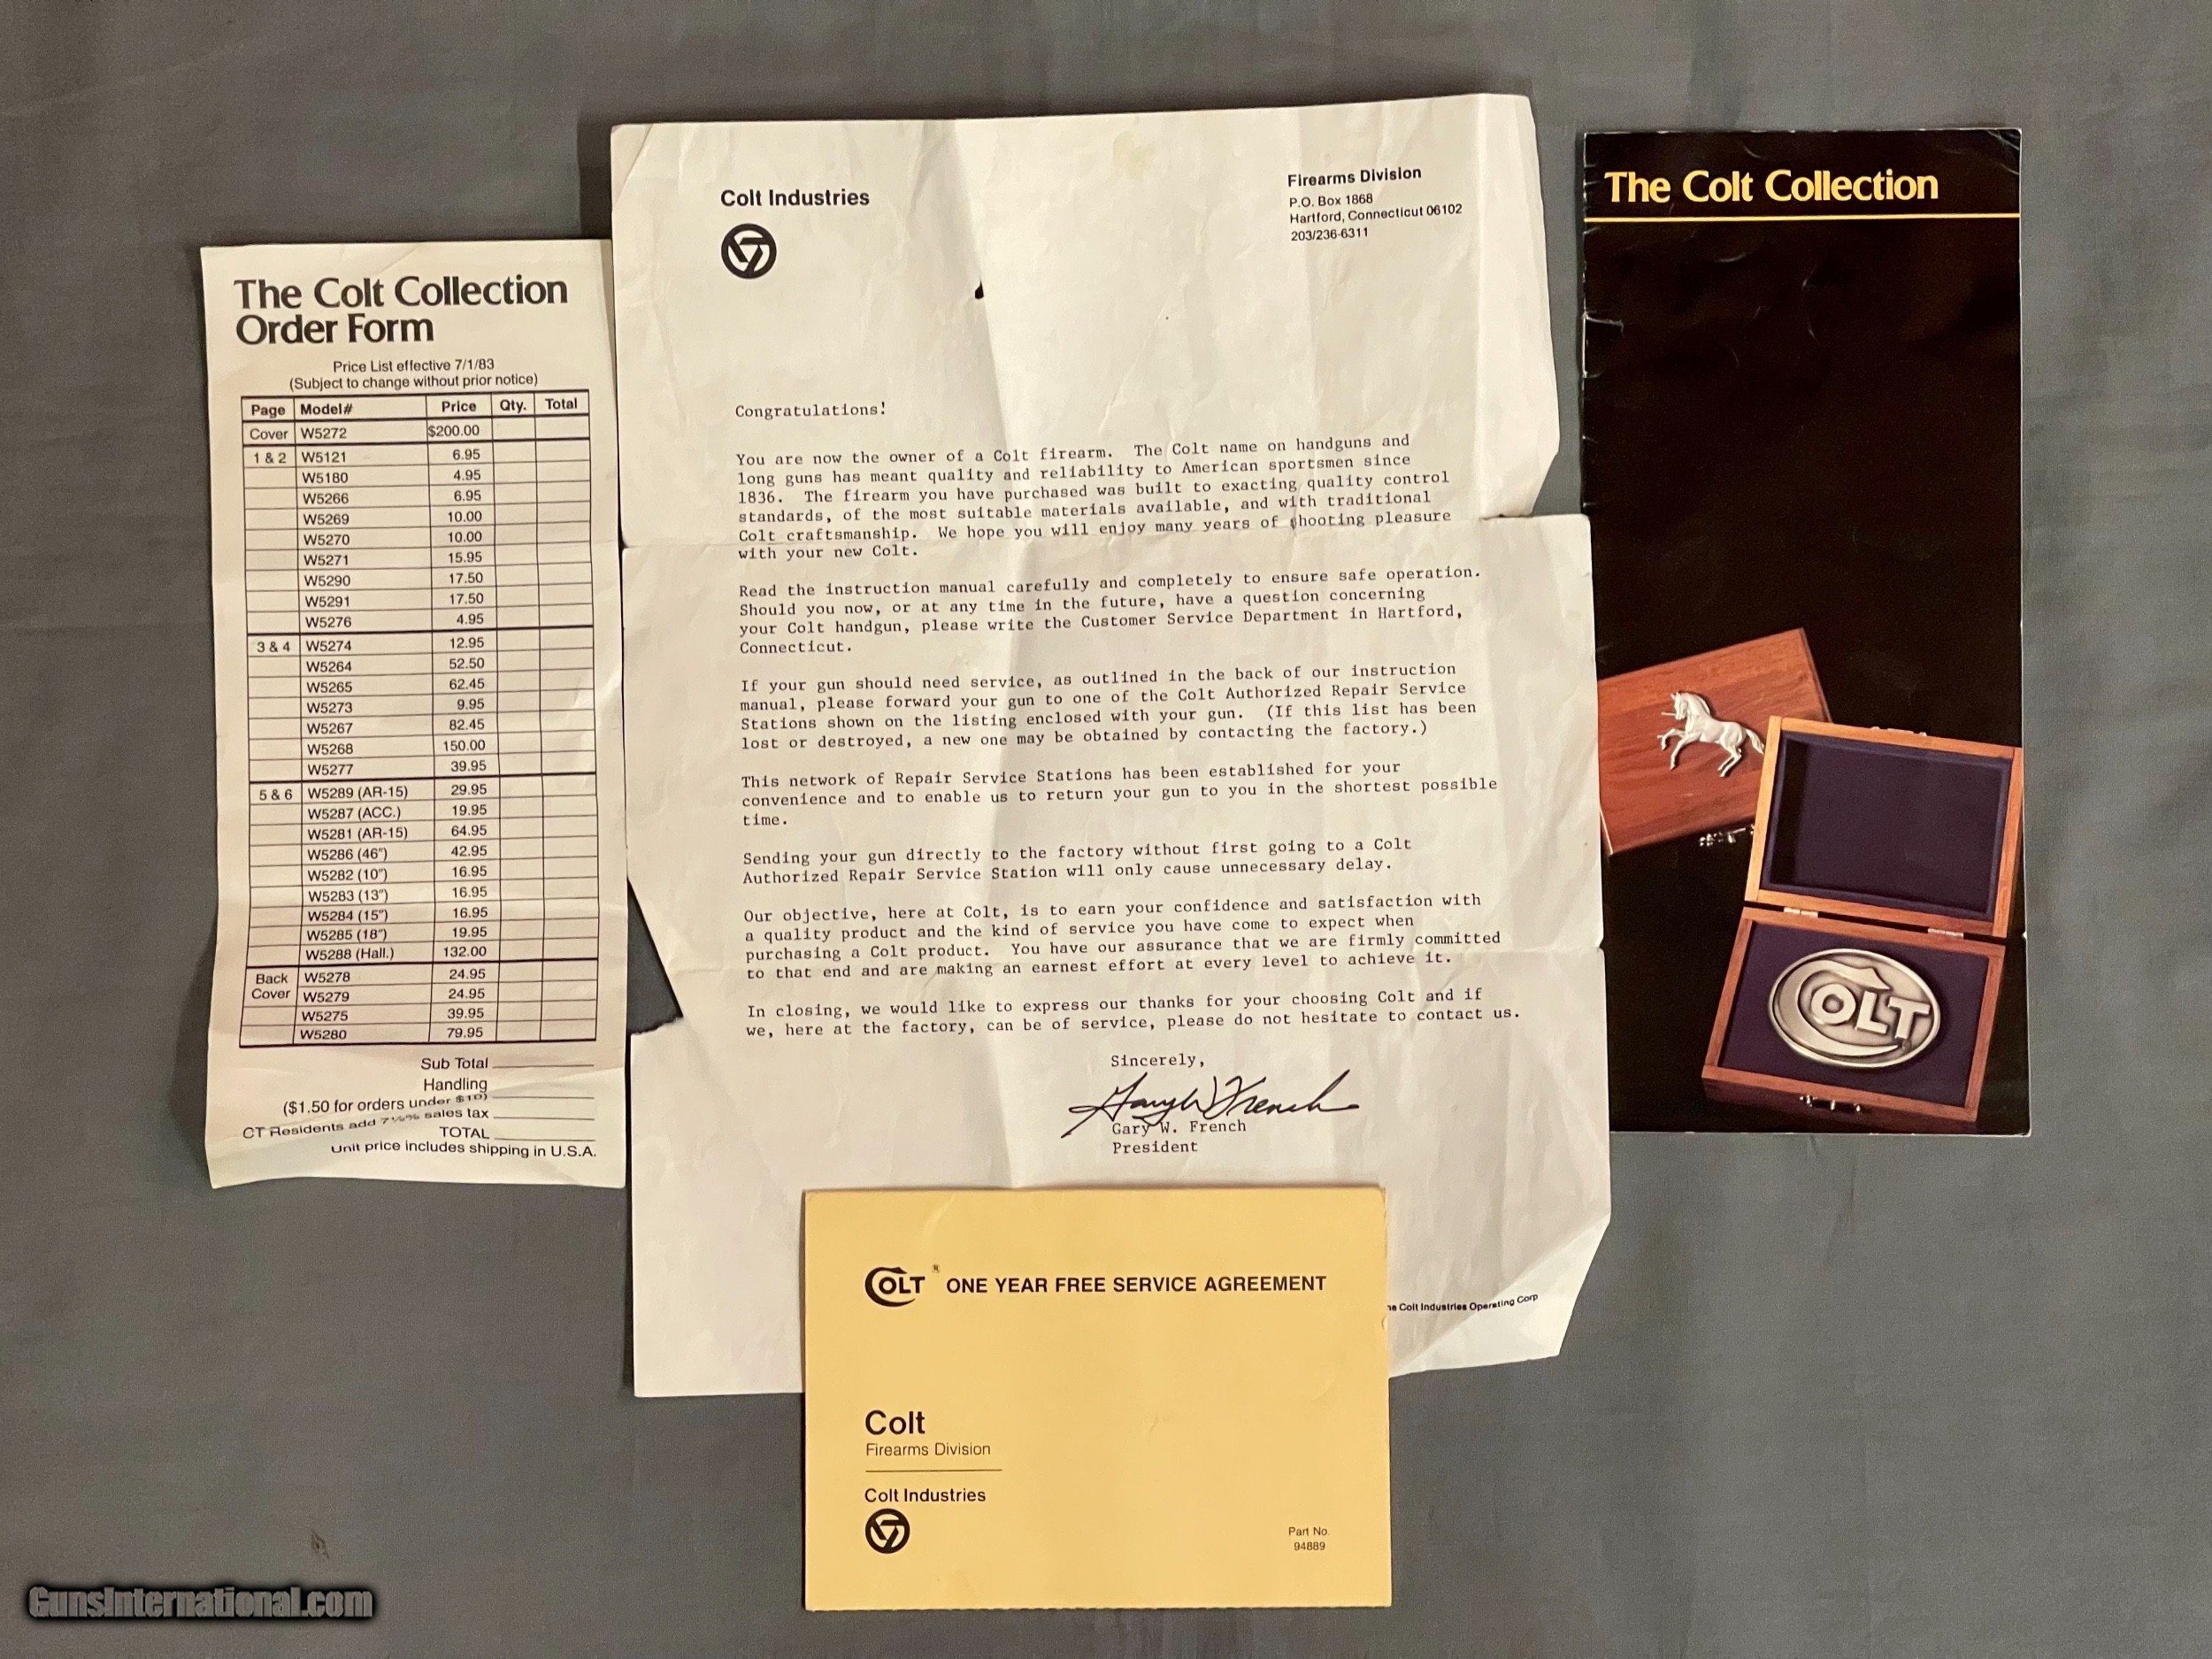 The Colt Collection
Order Form
Price List effective 7/1/83
(Subject to change without prior notice)
Page Model# Price Qty. Total
Cover W5272 $200.00
1 & 2 W5121 6.95
W5180 4.95
W5266 6.95
W5269 10.00
W5270 10.00
W5271 15.95
W5290 17.50
W5291 17.50
W5276 4.95
3 & 4 W5274 12.95
W5264 52.50
W5265 62.45
W5273 9.95
W5267 82.45
W5268 150.00
W5277 39.95
5 & 6 W5289 (AR-15) 29.95
W5287 (ACC.) 19.95
W5281 (AR-15) 64.95
W5286 (46") 42.95
W5282 (10") 16.95
W5283 (13") 16.95
W5284 (15") 16.95
W5285 (18") 19.95
W5288 (Hall.) 132.00
Back Cover W5278 24.95
W5279 24.95
W5275 39.95
W5280 79.95
Sub Total
Handling
($1.50 for orders under $10)
CT Residents add 7½% sales tax
TOTAL
Unit price includes shipping in U.S.A.
Colt Industries
Firearms Division
P.O. Box 1868
Hartford, Connecticut 06102
203/236-6311
Congratulations!
You are now the owner of a Colt firearm. The Colt name on handguns and
long guns has meant quality and reliability to American sportsmen since
1836. The firearm you have purchased was built to exacting quality control
standards, of the most suitable materials available, and with traditional
Colt craftsmanship. We hope you will enjoy many years of shooting pleasure
with your new Colt.
Read the instruction manual carefully and completely to ensure safe operation.
Should you now, or at any time in the future, have a question concerning
your Colt handgun, please write the Customer Service Department in Hartford,
Connecticut.
If your gun should need service, as outlined in the back of our instruction
manual, please forward your gun to one of the Colt Authorized Repair Service
Stations shown on the listing enclosed with your gun. (If this list has been
lost or destroyed, a new one may be obtained by contacting the factory.)
This network of Repair Service Stations has been established for your
convenience and to enable us to return your gun to you in the shortest possible
time.
Sending your gun directly to the factory without first going to a Colt
Authorized Repair Service Station will only cause unnecessary delay.
Our objective, here at Colt, is to earn your confidence and satisfaction with
a quality product and the kind of service you have come to expect when
purchasing a Colt product. You have our assurance that we are firmly committed
to that end and are making an earnest effort at every level to achieve it.
In closing, we would like to express our thanks for your choosing Colt and if
we, here at the factory, can be of service, please do not hesitate to contact us.
Sincerely,
Gary W French
Gary W. French
President
Colt Industries Operating Corp
The Colt Collection
COLT
COLT ® ONE YEAR FREE SERVICE AGREEMENT
Colt
Firearms Division
Colt Industries
Part No.
94889
GunsInternational.com